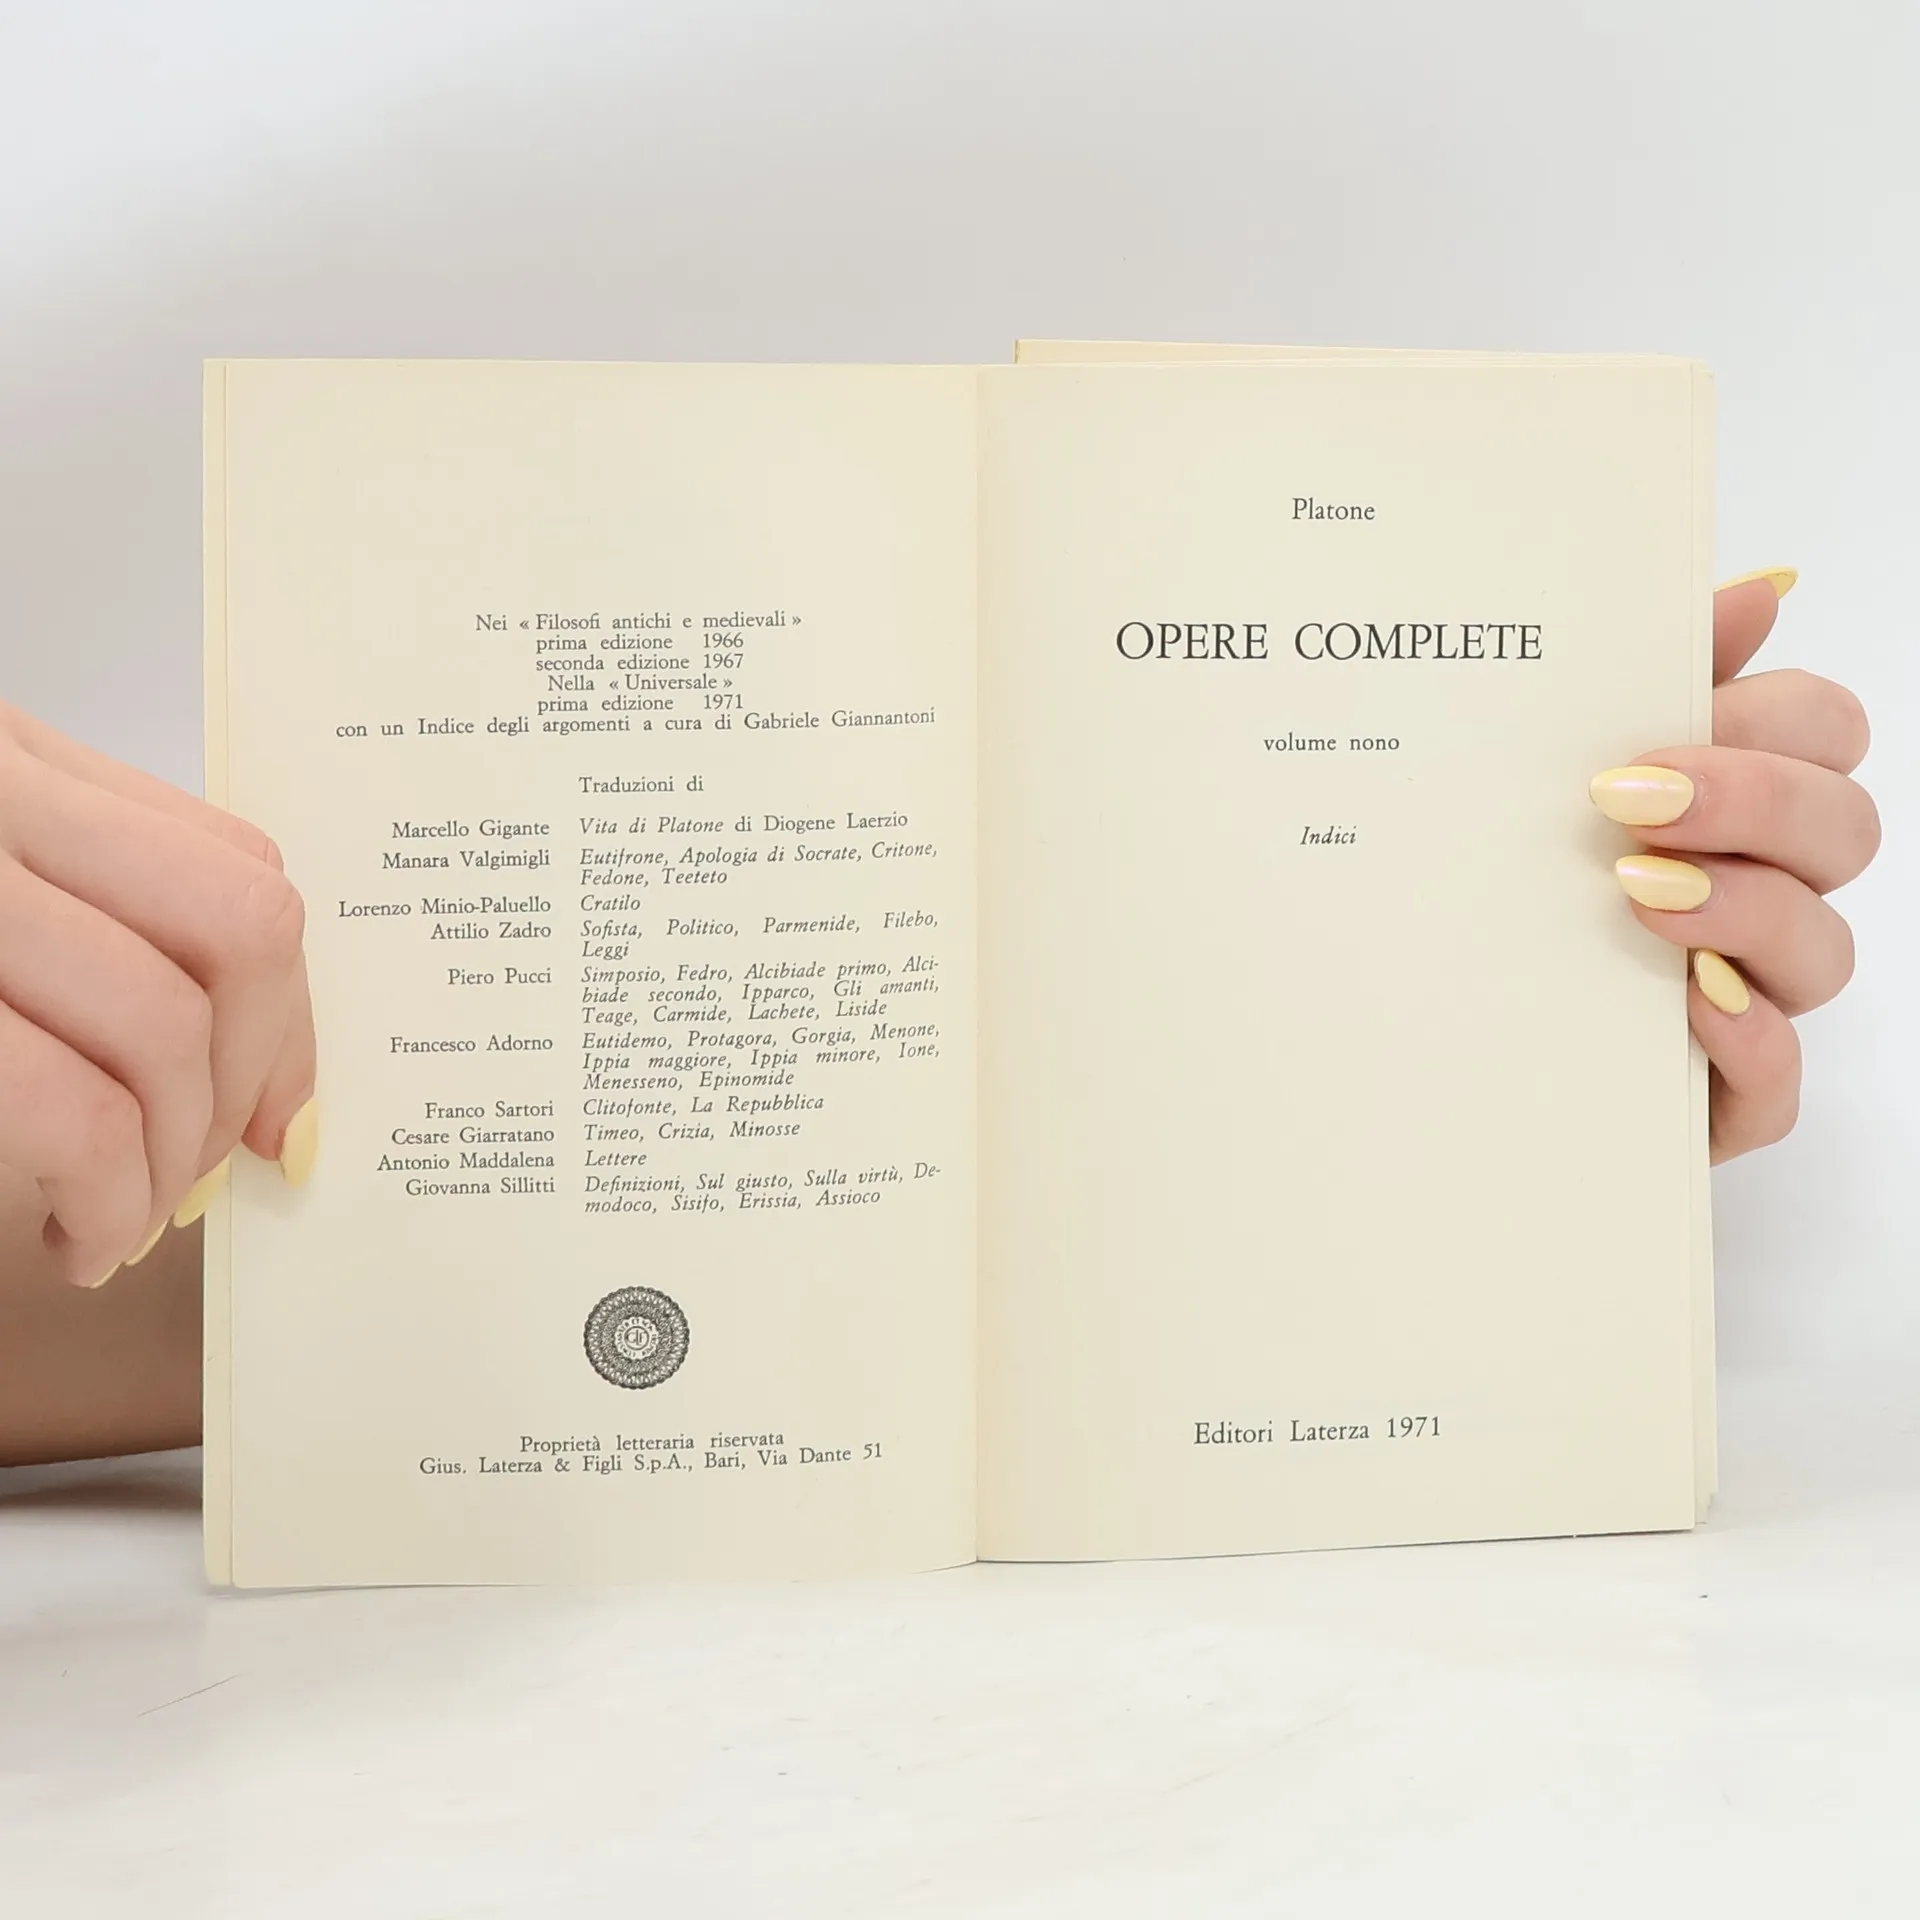 Nei « Filosofi antichi e medievali »
prima edizione 1966
seconda edizione 1967
Nella « Universale »
prima edizione 1971
con un Indice degli argomenti a cura di Gabriele Giannantoni
Traduzioni di
Marcello Gigante Vita di Platone di Diogene Laerzio
Manara Valgimigli Eutifrone, Apologia di Socrate, Critone,
Fedone, Teeteto
Lorenzo Minio-Paluello Cratilo
Attilio Zadro Sofista, Politico, Parmenide, Filebo,
Leggi
Piero Pucci Simposio, Fedro, Alcibiade primo, Alci-
biade secondo, Ipparco, Gli amanti,
Teage, Carmide, Lachete, Liside
Francesco Adorno Eutidemo, Protagora, Gorgia, Menone,
Ippia maggiore, Ippia minore, Ione,
Menesseno, Epinomide
Franco Sartori Clitofonte, La Repubblica
Cesare Giarratano Timeo, Crizia, Minosse
Antonio Maddalena Lettere
Giovanna Sillitti Definizioni, Sul giusto, Sulla virtù, De-
modoco, Sisifo, Erissia, Assioco
Proprietà letteraria riservata
Gius. Laterza & Figli S.p.A., Bari, Via Dante 51
Platone
OPERE COMPLETE
volume nono
Indici
Editori Laterza 1971